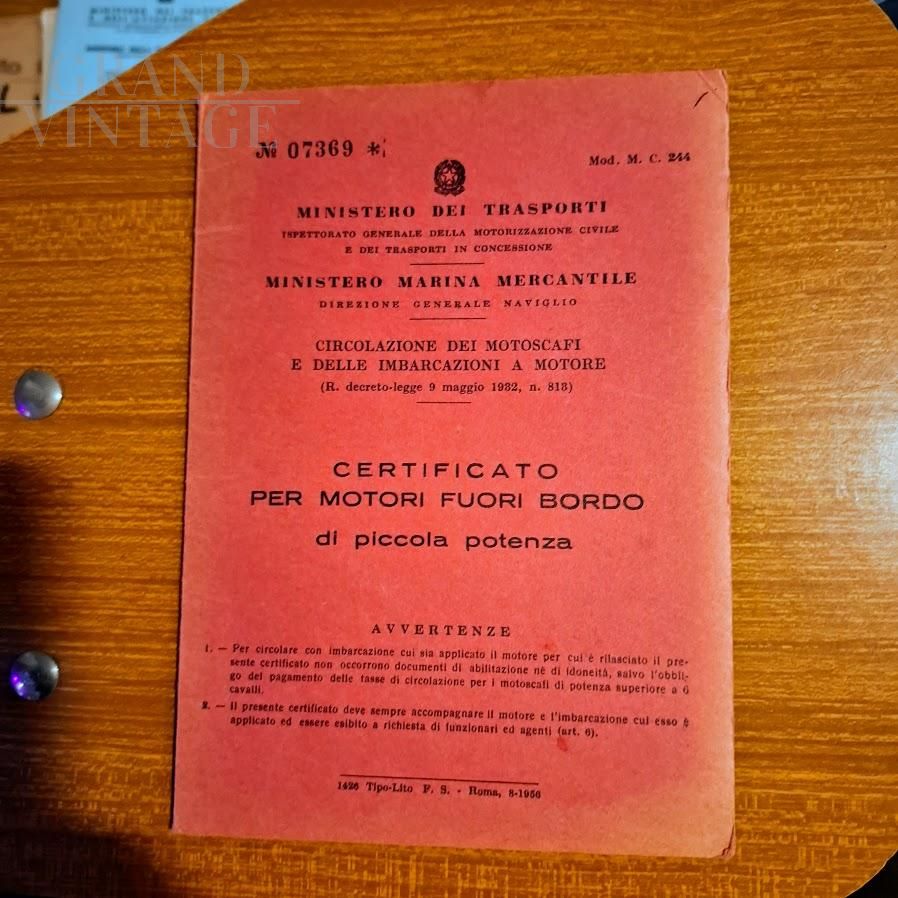 GRAND
VINTAGE
№ 07369 *
Mod. M. C. 244
MINISTERO DEI TRASPORTI
ISPETTORATO GENERALE DELLA MOTORIZZAZIONE CIVILE
E DEI TRASPORTI IN CONCESSIONE
MINISTERO MARINA MERCANTILE
DIREZIONE GENERALE NAVIGLIO
CIRCOLAZIONE DEI MOTOSCAFI
E DELLE IMBARCAZIONI A MOTORE
(R. decreto-legge 9 maggio 1932, n. 813)
CERTIFICATO
PER MOTORI FUORI BORDO
di piccola potenza
AVVERTENZE
1. — Per circolare con imbarcazione cui sia applicato il motore per cui è rilasciato il pre-
sente certificato non occorrono documenti di abilitazione nè di idoneità, salvo l'obbli-
go del pagamento delle tasse di circolazione per i motoscafi di potenza superiore a 6
cavalli.
2. — Il presente certificato deve sempre accompagnare il motore e l'imbarcazione cui esso è
applicato ed essere esibito a richiesta di funzionari ed agenti (art. 6).
1426 Tipo-Lito F. S. - Roma, 8-1956